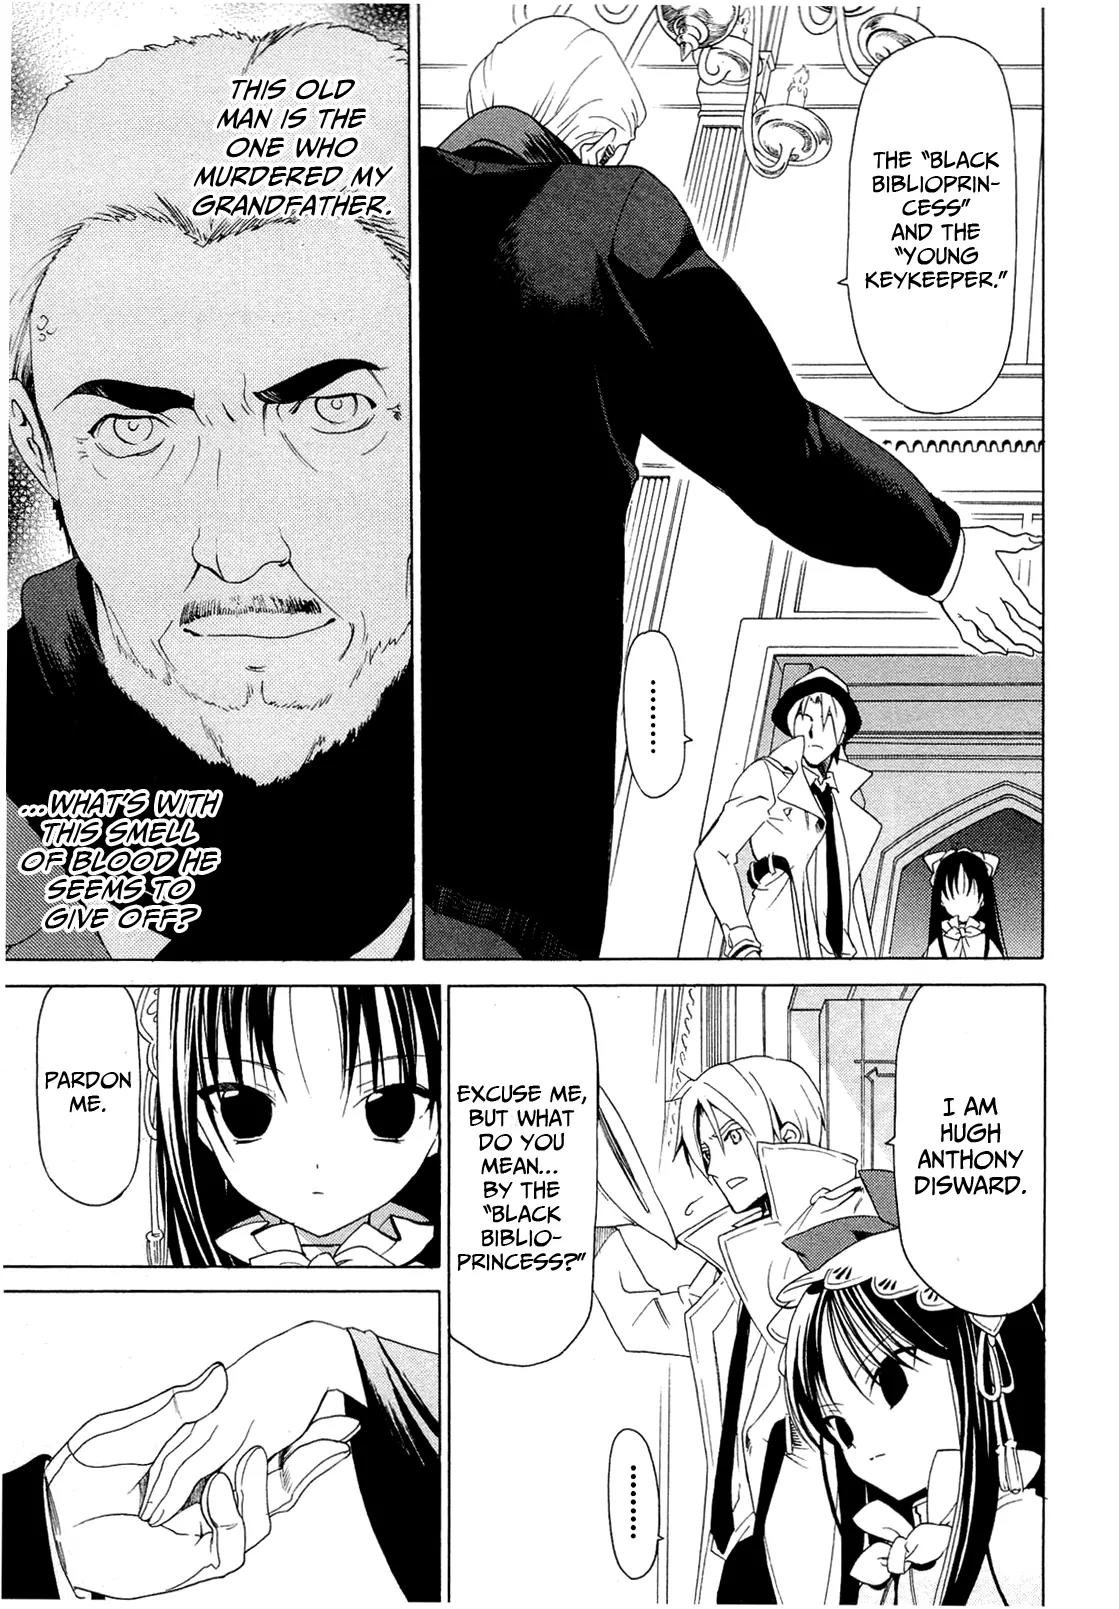 THE "BLACK
BIBLIOPRIN-
CESS"
AND THE
"YOUNG
KEYKEEPER."
.........
THIS OLD
MAN IS THE
ONE WHO
MURDERED MY
GRANDFATHER.
...WHAT'S WITH
THIS SMELL
OF BLOOD HE
SEEMS TO
GIVE OFF?
I AM
HUGH
ANTHONY
DISWARD.
EXCUSE ME,
BUT WHAT
DO YOU
MEAN...
BY THE
"BLACK
BIBLIO-
PRINCESS?"
.........
PARDON
ME.